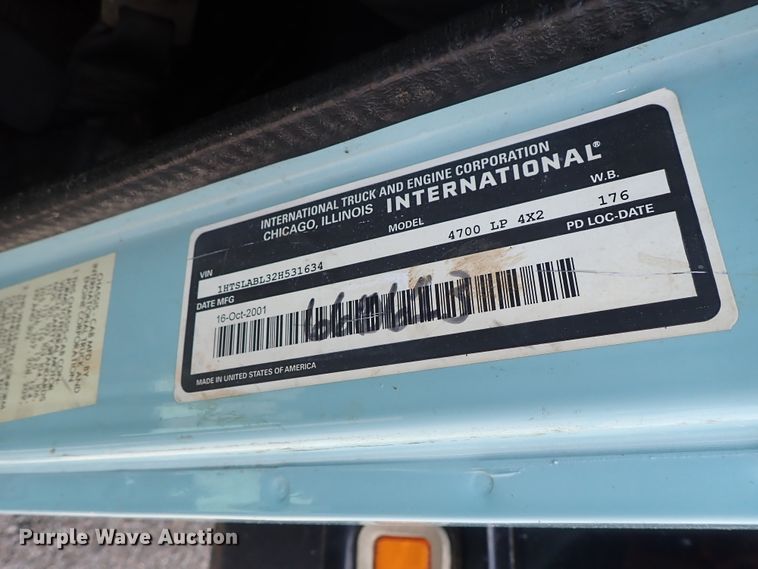 INTERNATIONAL TRUCK AND ENGINE CORPORATION
CHICAGO, ILLINOIS INTERNATIONAL®
VIN MODEL W.B.
1HTSLABL32H531634 4700 LP 4X2 176
DATE MFG PD LOC-DATE
16-Oct-2001
MADE IN UNITED STATES OF AMERICA
Purple Wave Auction®